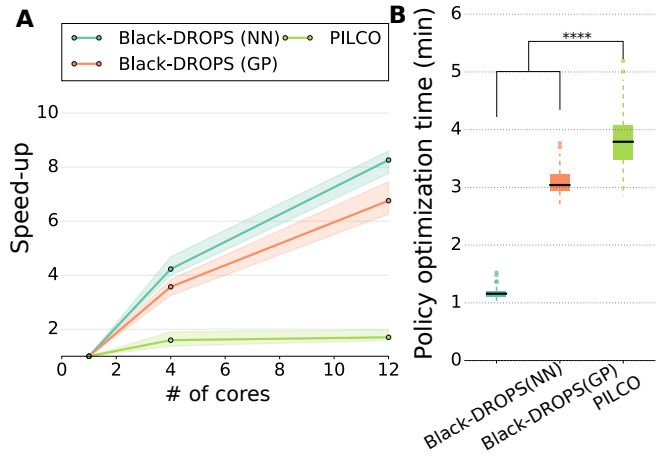 A
Black-DROPS (NN)
PILCO
Black-DROPS (GP)
Speed-up
10
8
6
4
2
0 2 4 6 8 10 12
# of cores
B
Policy optimization time (min)
6
5
4
3
2
1
0
****
Black-DROPS(NN)
Black-DROPS(GP)
PILCO